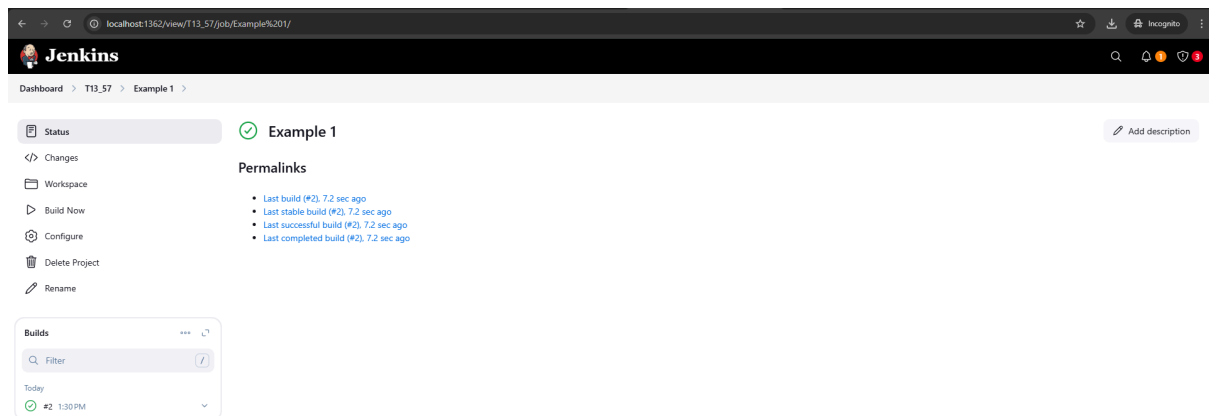 localhost:1362/view/T13_57/job/Example%201/
Incognito
Jenkins
1
3
Dashboard > T13_57 > Example 1 >
Status
Changes
Workspace
Build Now
Configure
Delete Project
Rename
Builds
Filter
/
Today
#2 1:30 PM
Example 1
Add description
Permalinks
Last build (#2), 7.2 sec ago
Last stable build (#2), 7.2 sec ago
Last successful build (#2), 7.2 sec ago
Last completed build (#2), 7.2 sec ago